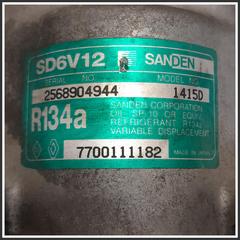 SD6V12 SANDEN
SERIAL NO. MODEL NO.
2568904944 1415D
SANDEN CORPORATION
OIL SP-10 OR EQUIV.
R134a REFRIGERANT R134a
VARIABLE DISPLACEMENT
MADE IN JAPAN
7700111182